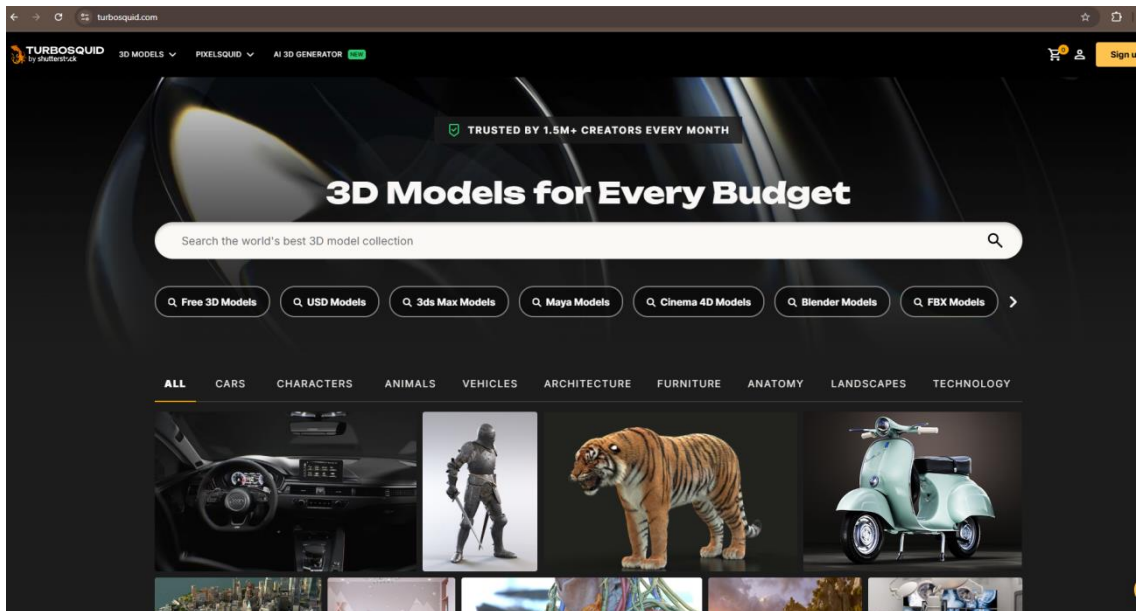 turbosquid.com
TURBOSQUID
by shutterstock
3D MODELS
PIXELSQUID
AI 3D GENERATOR NEW
0
Sign u
TRUSTED BY 1.5M+ CREATORS EVERY MONTH
3D Models for Every Budget
Search the world's best 3D model collection
Free 3D Models
USD Models
3ds Max Models
Maya Models
Cinema 4D Models
Blender Models
FBX Models
ALL
CARS
CHARACTERS
ANIMALS
VEHICLES
ARCHITECTURE
FURNITURE
ANATOMY
LANDSCAPES
TECHNOLOGY